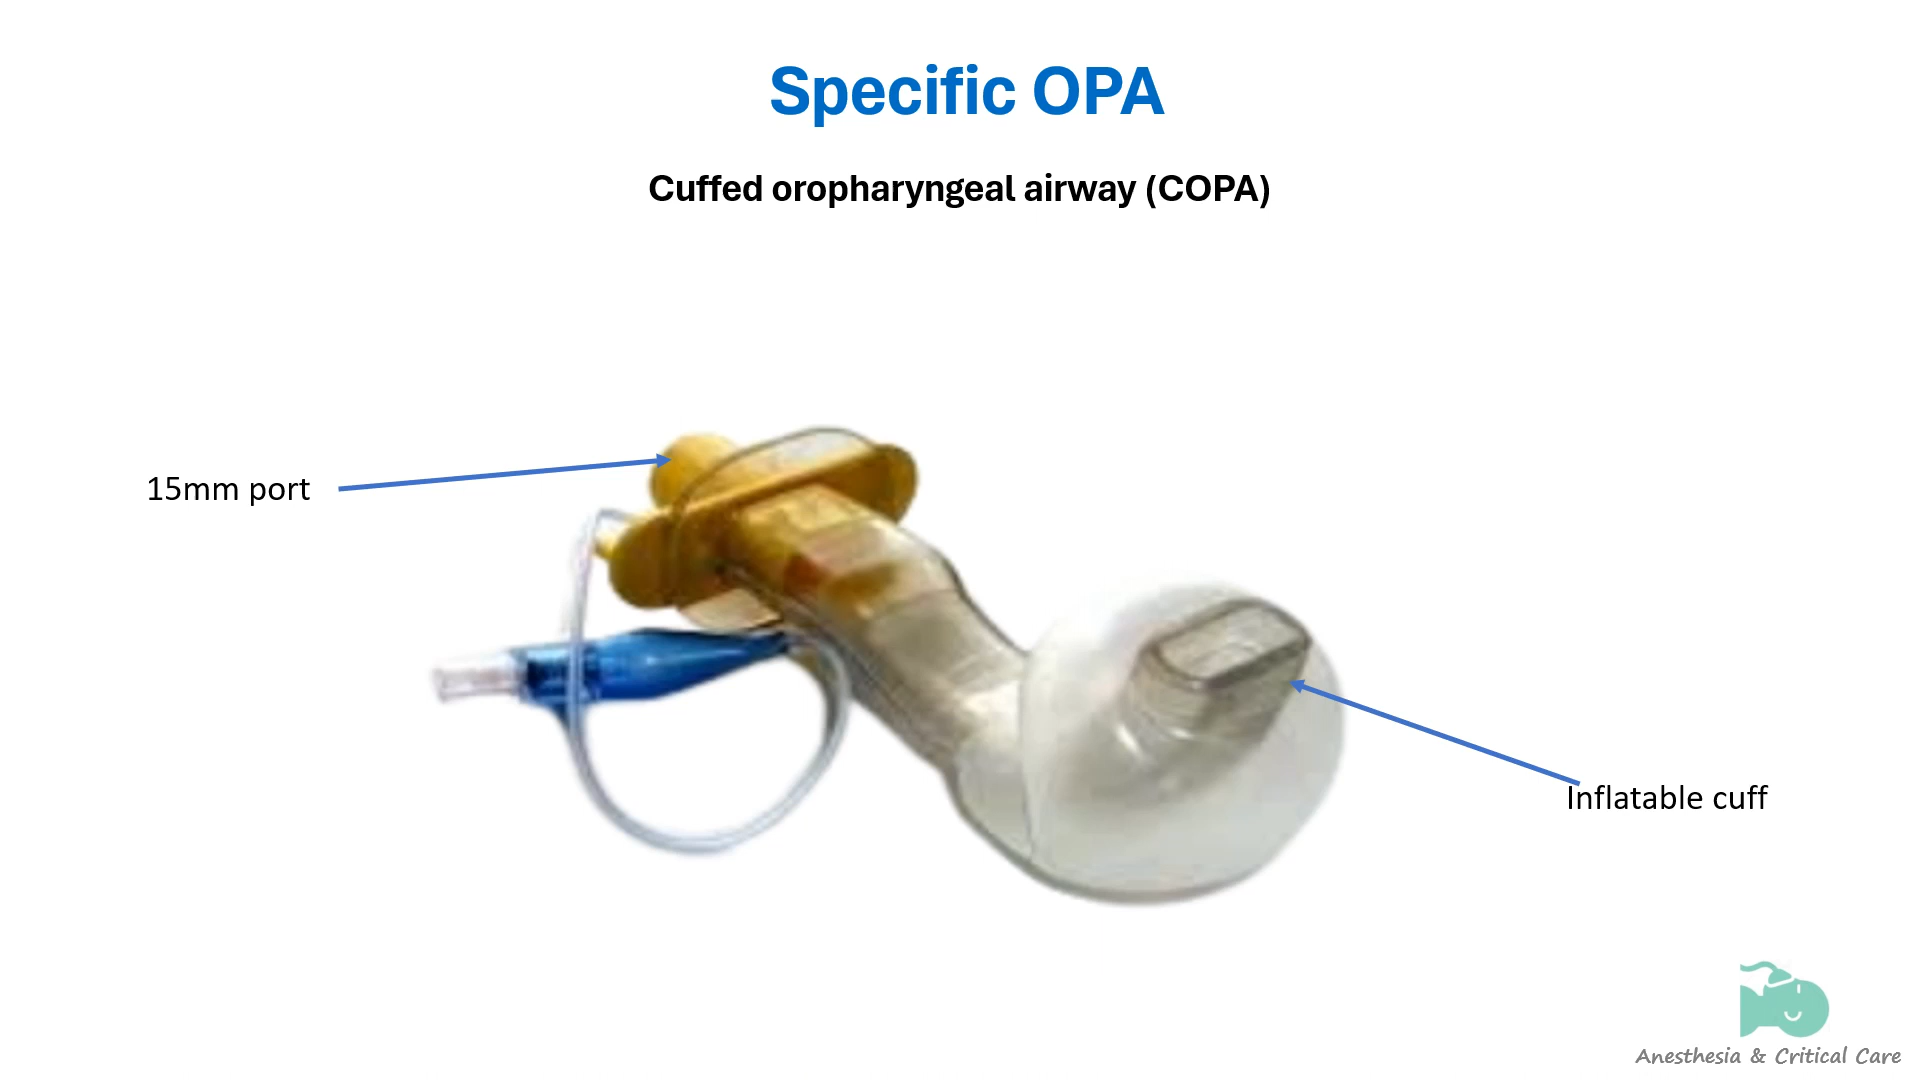 Specific OPA
Cuffed oropharyngeal airway (COPA)
15mm port
Inflatable cuff
Anesthesia & Critical Care